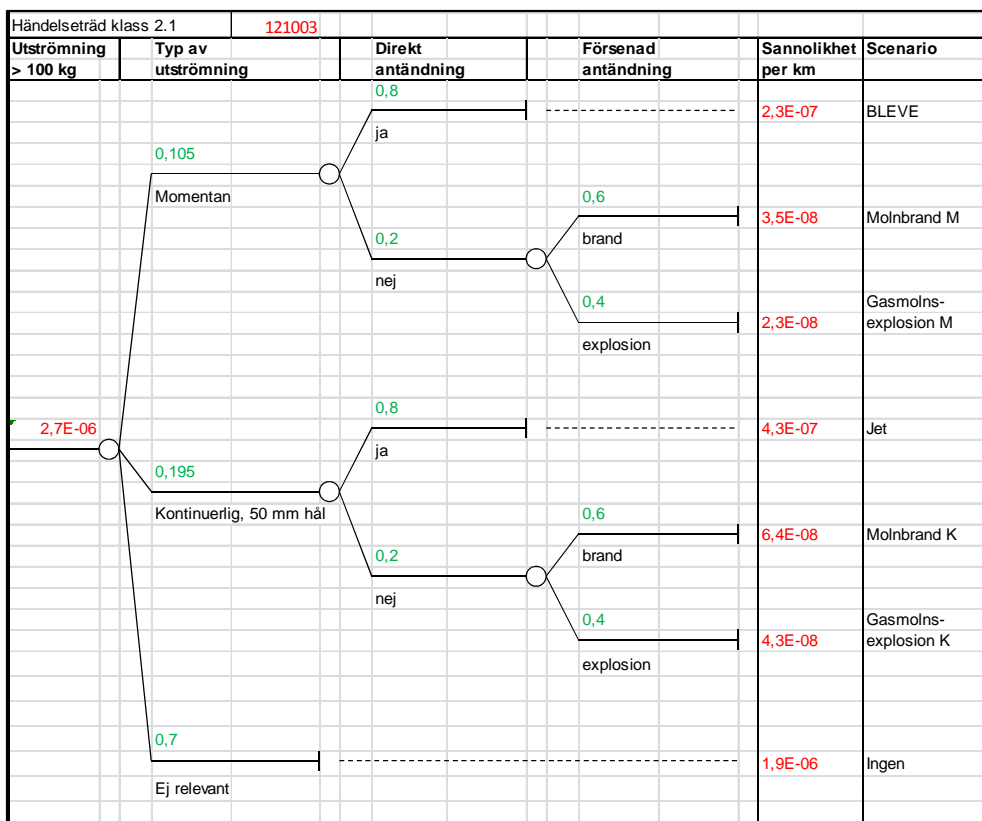 Händelseträd klass 2.1 121003
Utströmning Typ av Direkt Försenad Sannolikhet Scenario
> 100 kg utströmning antändning antändning per km
0,8
2,3E-07 BLEVE
ja
0,105
Momentan
0,6
3,5E-08 Molnbrand M
0,2 brand
nej
0,4 Gasmolns-
2,3E-08 explosion M
explosion
0,8
2,7E-06 4,3E-07 Jet
ja
0,195
Kontinuerlig, 50 mm hål
0,6
6,4E-08 Molnbrand K
0,2 brand
nej
0,4 Gasmolns-
4,3E-08 explosion K
explosion
0,7
1,9E-06 Ingen
Ej relevant